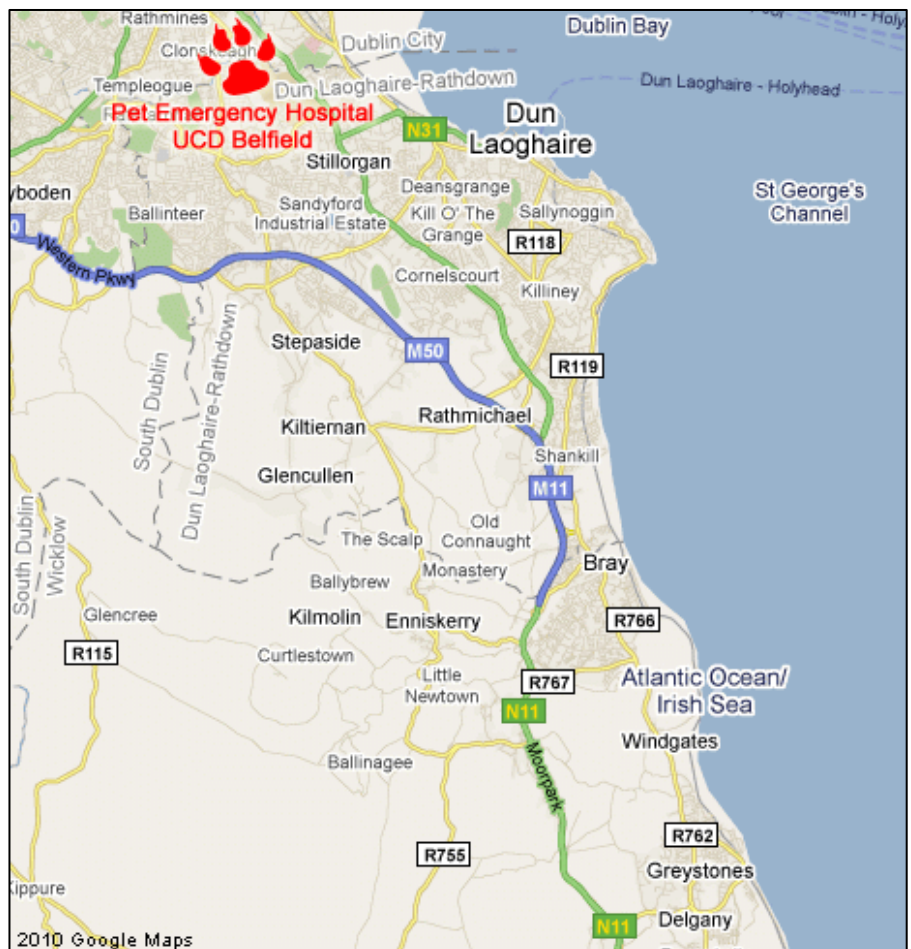 Rathmines
Dublin Bay
Dublin - Holy
Clonskeagh
Dublin City
Templeogue
Dun Laoghaire-Rathdown
Dun Laoghaire - Holyhead
Pet Emergency Hospital
UCD Belfield
N31
Dun
Laoghaire
Stillorgan
yboden
Deansgrange
St George's
Channel
Ballinteer
Sandyford
Industrial Estate
Kill O' The
Grange
Sallynoggin
0
Western Pkwy
R118
Cornelscourt
Killiney
Stepaside
M50
R119
South Dublin
Dun Laoghaire-Rathdown
Rathmichael
Kiltiernan
Shankill
Glencullen
M11
Old
Connaught
The Scalp
Bray
Monastery
Ballybrew
South Dublin
Wicklow
Glencree
Kilmolin
Enniskerry
R766
R115
Curtlestown
Little
Newtown
R767
Atlantic Ocean/
Irish Sea
N11
Windgates
Moorpark
Ballinagee
R762
R755
Greystones
Kippure
Delgany
N11
2010 Google Maps